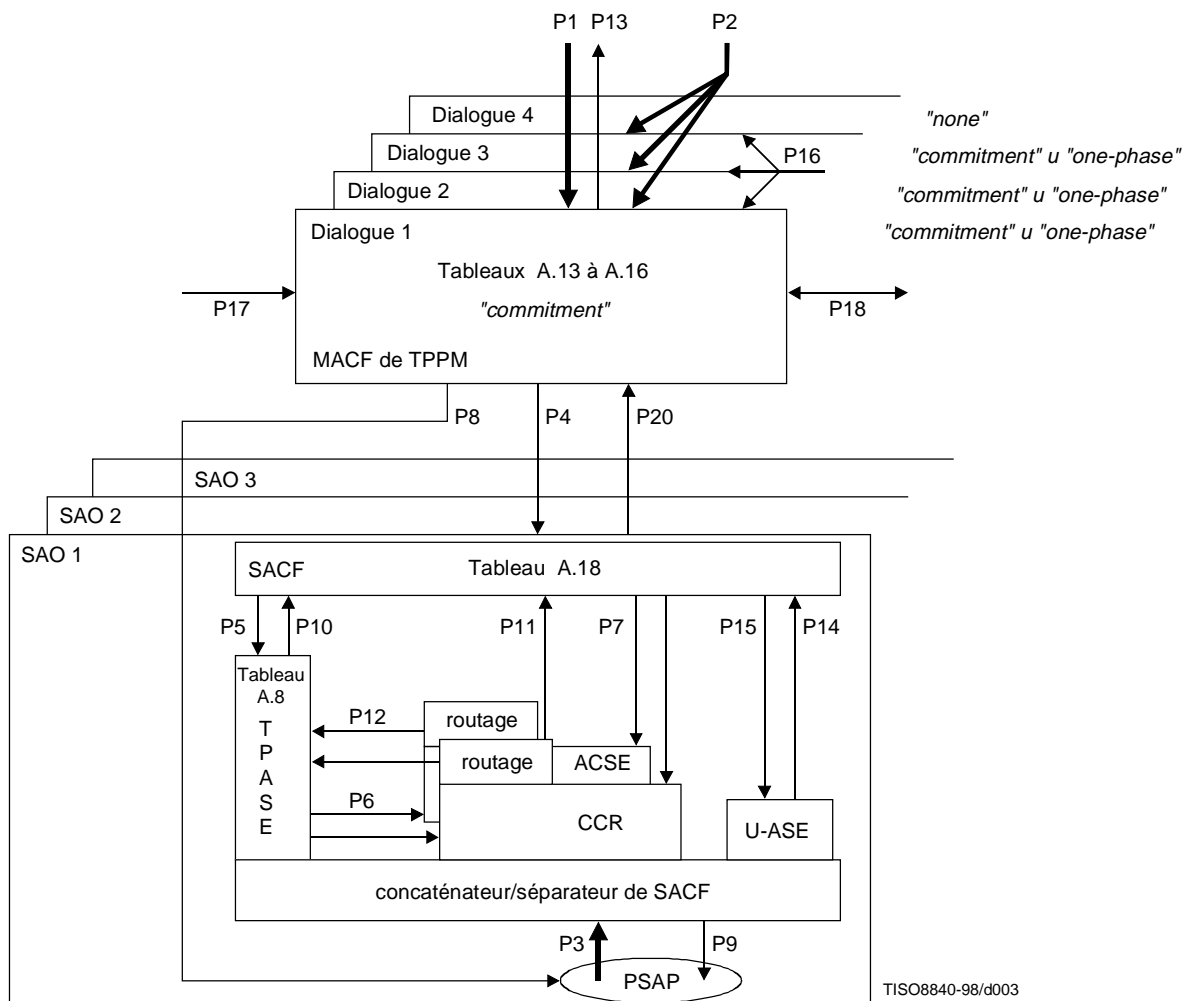 P1 P13 P2
Dialogue 4
"none"
Dialogue 3
P16
"commitment" u "one-phase"
Dialogue 2
"commitment" u "one-phase"
Dialogue 1
"commitment" u "one-phase"
Tableaux A.13 à A.16
P17
"commitment"
P18
MACF de TPPM
P8 P4 P20
SAO 3
SAO 2
SAO 1
SACF
Tableau A.18
P5 P10 P11 P7 P15 P14
Tableau
A.8
T
P
A
S
E
P12
routage
routage
ACSE
P6
CCR
U-ASE
concaténateur/séparateur de SACF
P3 P9
PSAP
TISO8840-98/d003